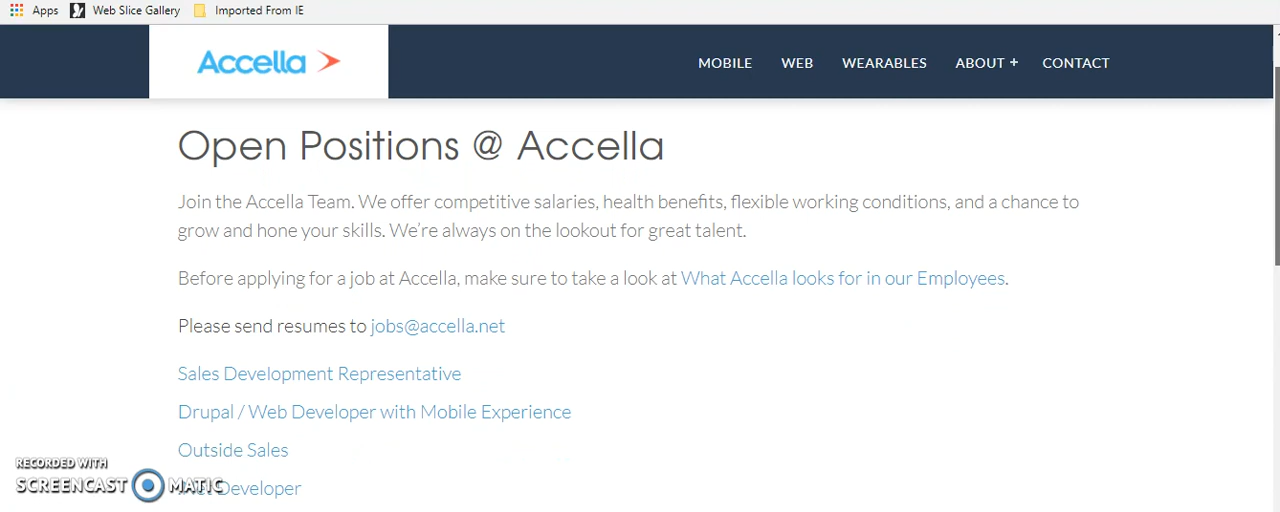 Apps Web Slice Gallery Imported From IE
Accella MOBILE WEB WEARABLES ABOUT + CONTACT
Open Positions @ Accella
Join the Accella Team. We offer competitive salaries, health benefits, flexible working conditions, and a chance to
grow and hone your skills. We're always on the lookout for great talent.
Before applying for a job at Accella, make sure to take a look at What Accella looks for in our Employees.
Please send resumes to jobs@accella.net
Sales Development Representative
Drupal / Web Developer with Mobile Experience
Outside Sales
RECORDED WITH
SCREENCAST MATIC
Developer